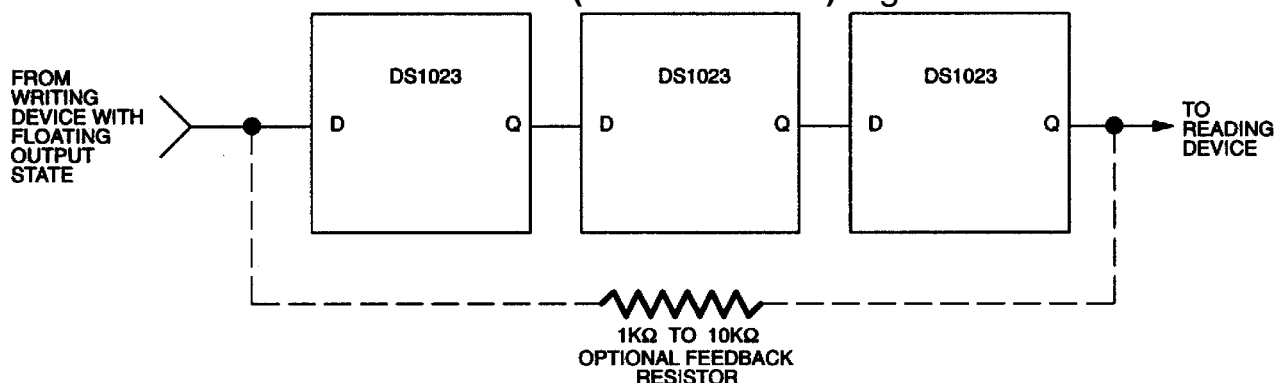 FROM
WRITING
DEVICE WITH
FLOATING
OUTPUT
STATE
DS1023
D
Q
DS1023
D
Q
DS1023
D
Q
TO
READING
DEVICE
1KΩ TO 10KΩ
OPTIONAL FEEDBACK
RESISTOR